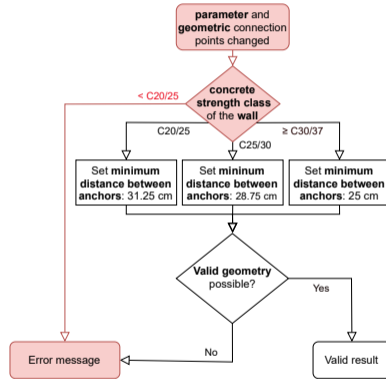 parameter and
geometric connection
points changed
< C20/25
concrete
strength class
of the wall
C20/25
≥ C30/37
C25/30
Set minimum
distance between
anchors: 31.25 cm
Set mininum
distance between
anchors: 28.75 cm
Set minimum
distance between
anchors: 25 cm
Valid geometry
possible?
Yes
No
Error message
Valid result